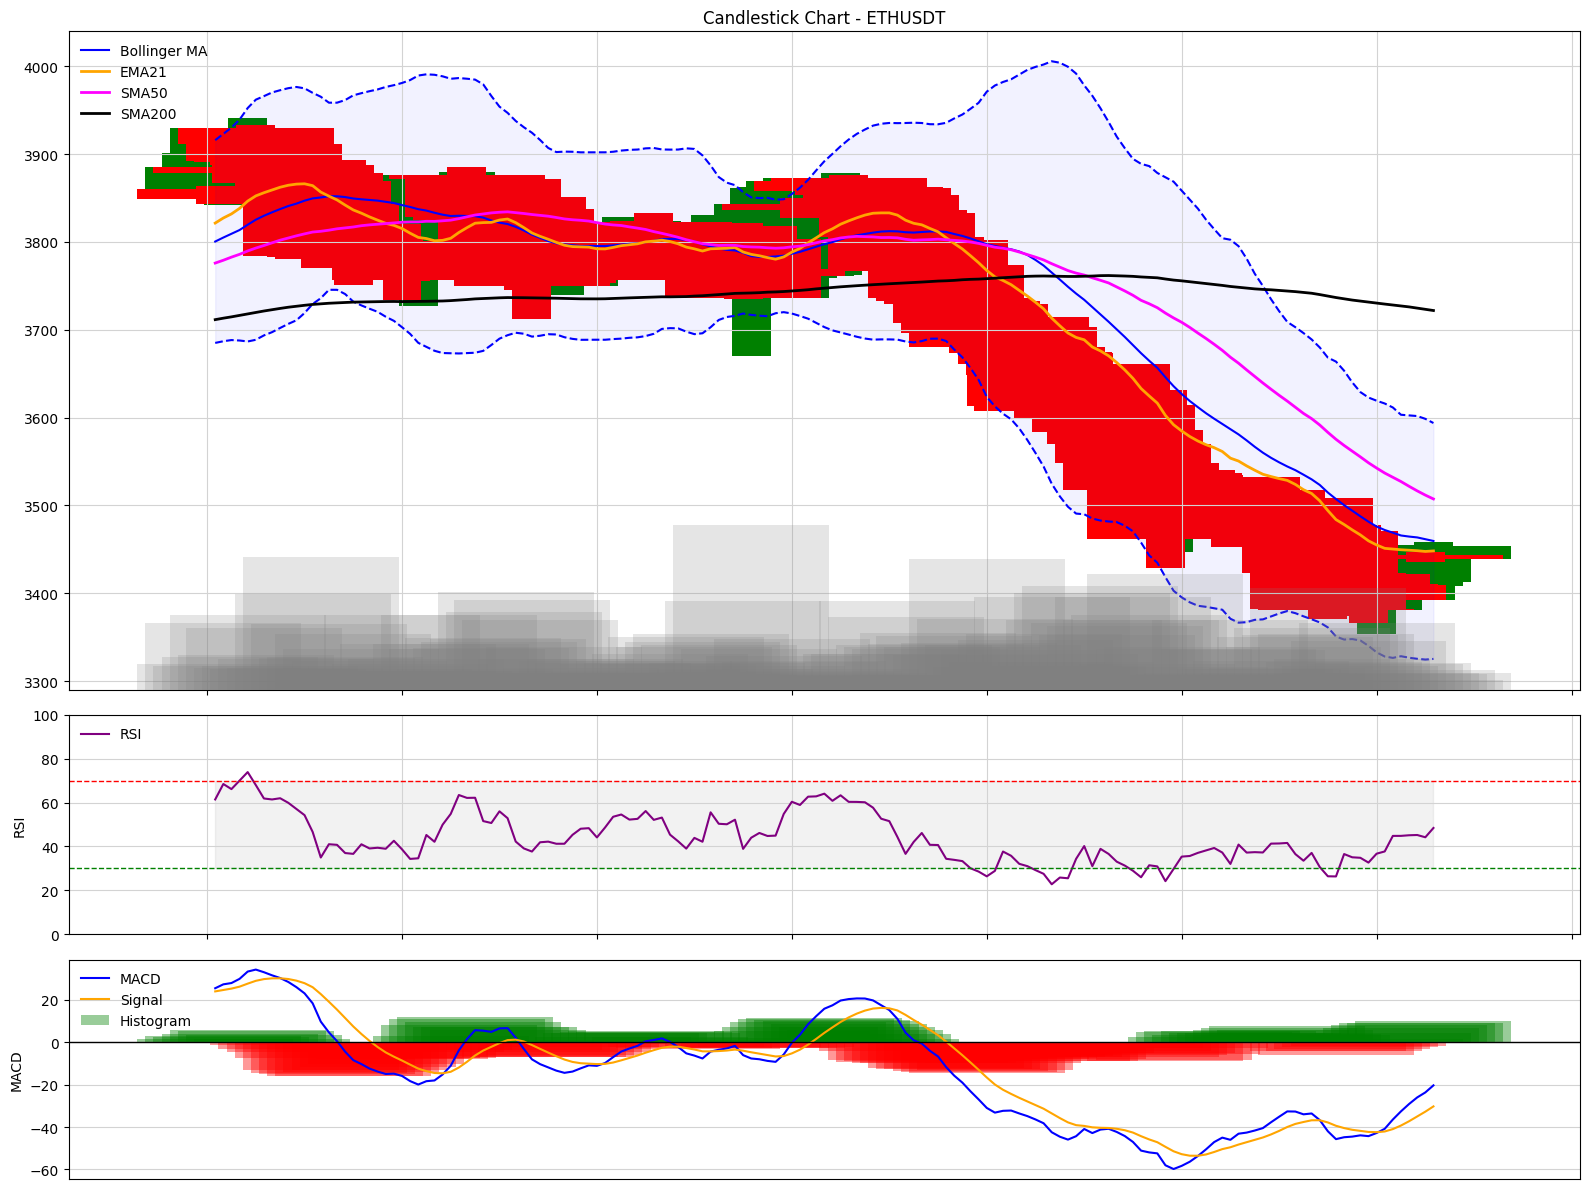 Candlestick Chart - ETHUSDT
Bollinger MA
EMA21
SMA50
SMA200
4000
3900
3800
3700
3600
3500
3400
3300
RSI
100
80
60
40
20
0
RSI
MACD
Signal
Histogram
20
0
−20
−40
−60
MACD